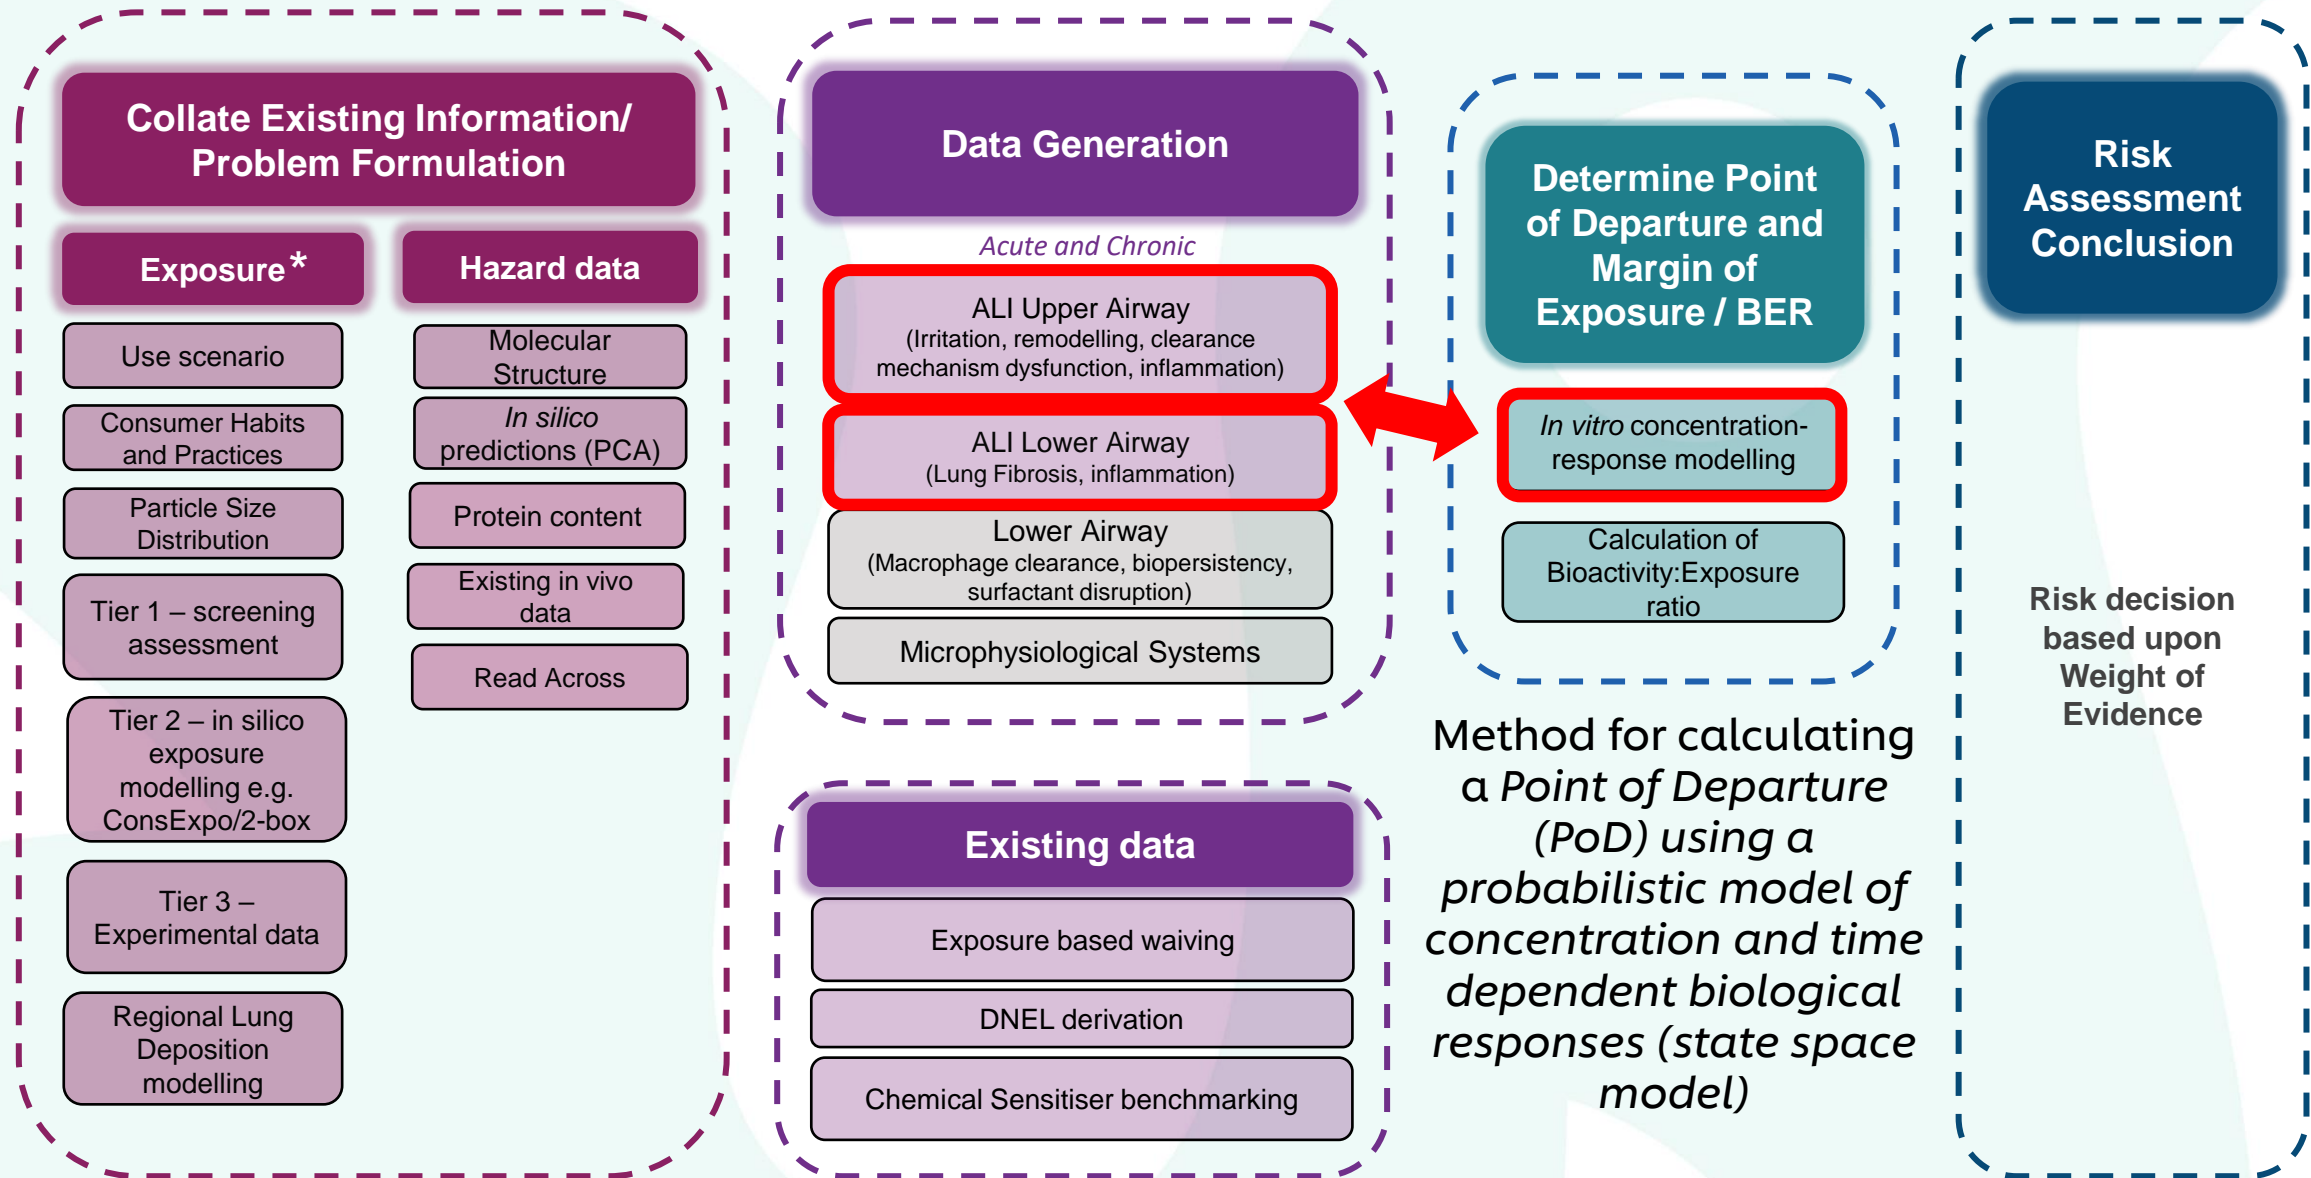 Collate Existing Information/
Problem Formulation
Exposure*
Use scenario
Consumer Habits
and Practices
Particle Size
Distribution
Tier 1 – screening
assessment
Tier 2 – in silico
exposure
modelling e.g.
ConsExpo/2-box
Tier 3 –
Experimental data
Regional Lung
Deposition
modelling
Hazard data
Molecular
Structure
In silico
predictions (PCA)
Protein content
Existing in vivo
data
Read Across
Data Generation
Acute and Chronic
ALI Upper Airway
(Irritation, remodelling, clearance
mechanism dysfunction, inflammation)
ALI Lower Airway
(Lung Fibrosis, inflammation)
Lower Airway
(Macrophage clearance, biopersistency,
surfactant disruption)
Microphysiological Systems
Existing data
Exposure based waiving
DNEL derivation
Chemical Sensitiser benchmarking
Determine Point
of Departure and
Margin of
Exposure / BER
In vitro concentration-
response modelling
Calculation of
Bioactivity:Exposure
ratio
Method for calculating
a Point of Departure
(PoD) using a
probabilistic model of
concentration and time
dependent biological
responses (state space
model)
Risk
Assessment
Conclusion
Risk decision
based upon
Weight of
Evidence